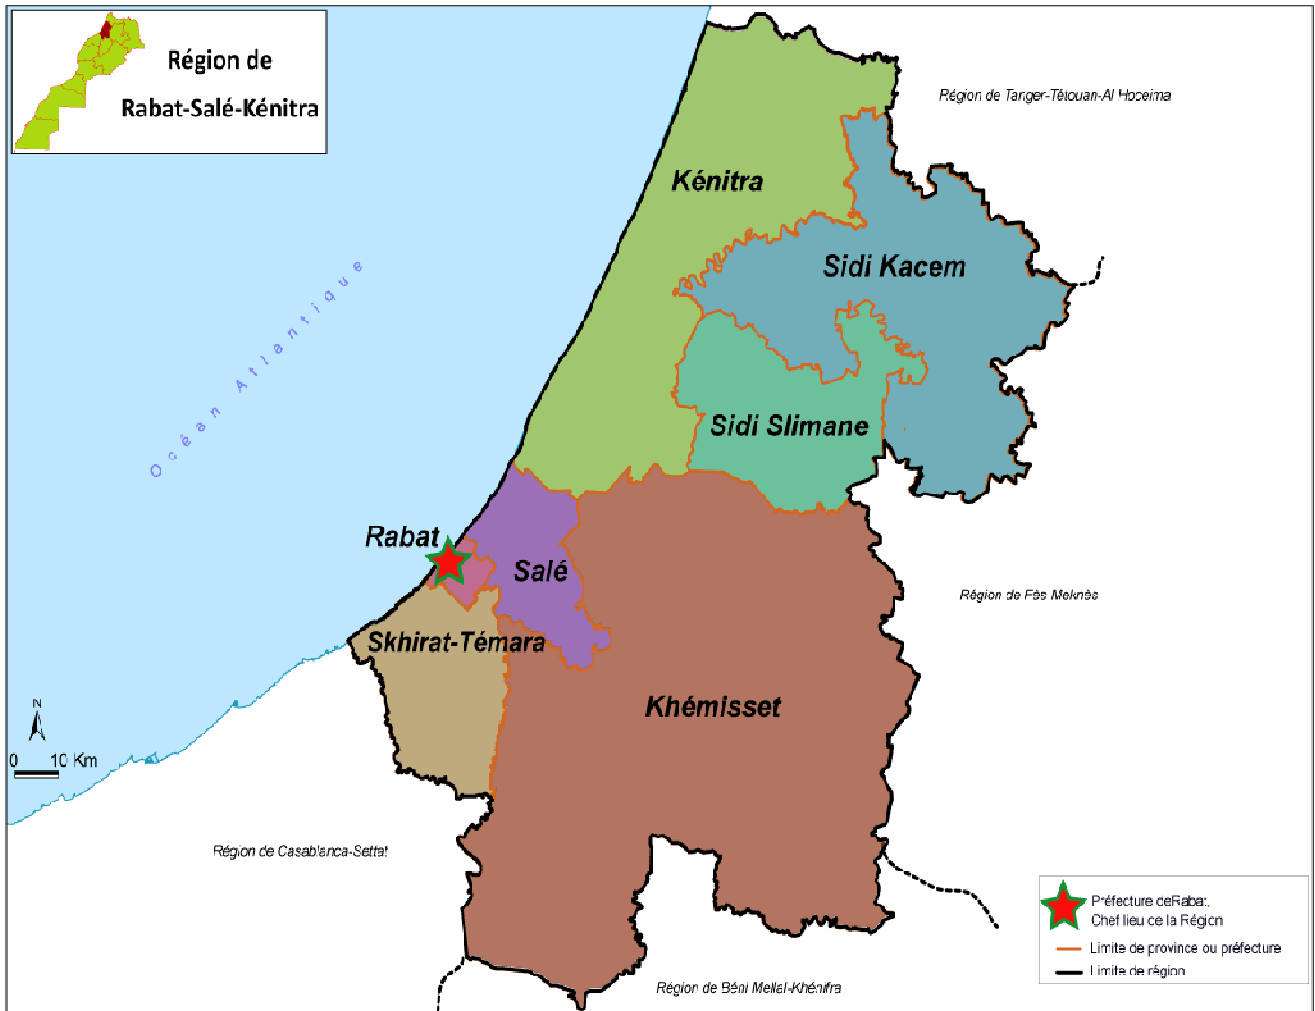 Région de
Rabat-Salé-Kénitra
Région de Tanger-Tétouan-Al Hoceima
Kénitra
Sidi Kacem
Océan Atlantique
Sidi Slimane
Rabat
Salé
Région de Fès Meknès
Skhirat-Témara
Khémisset
N
0 10 Km
Région de Casablanca-Settat
Préfecture deRabat,
Chef lieu de la Région
Limite de province ou préfecture
Limite de région
Région de Béni Mellal-Khénifra